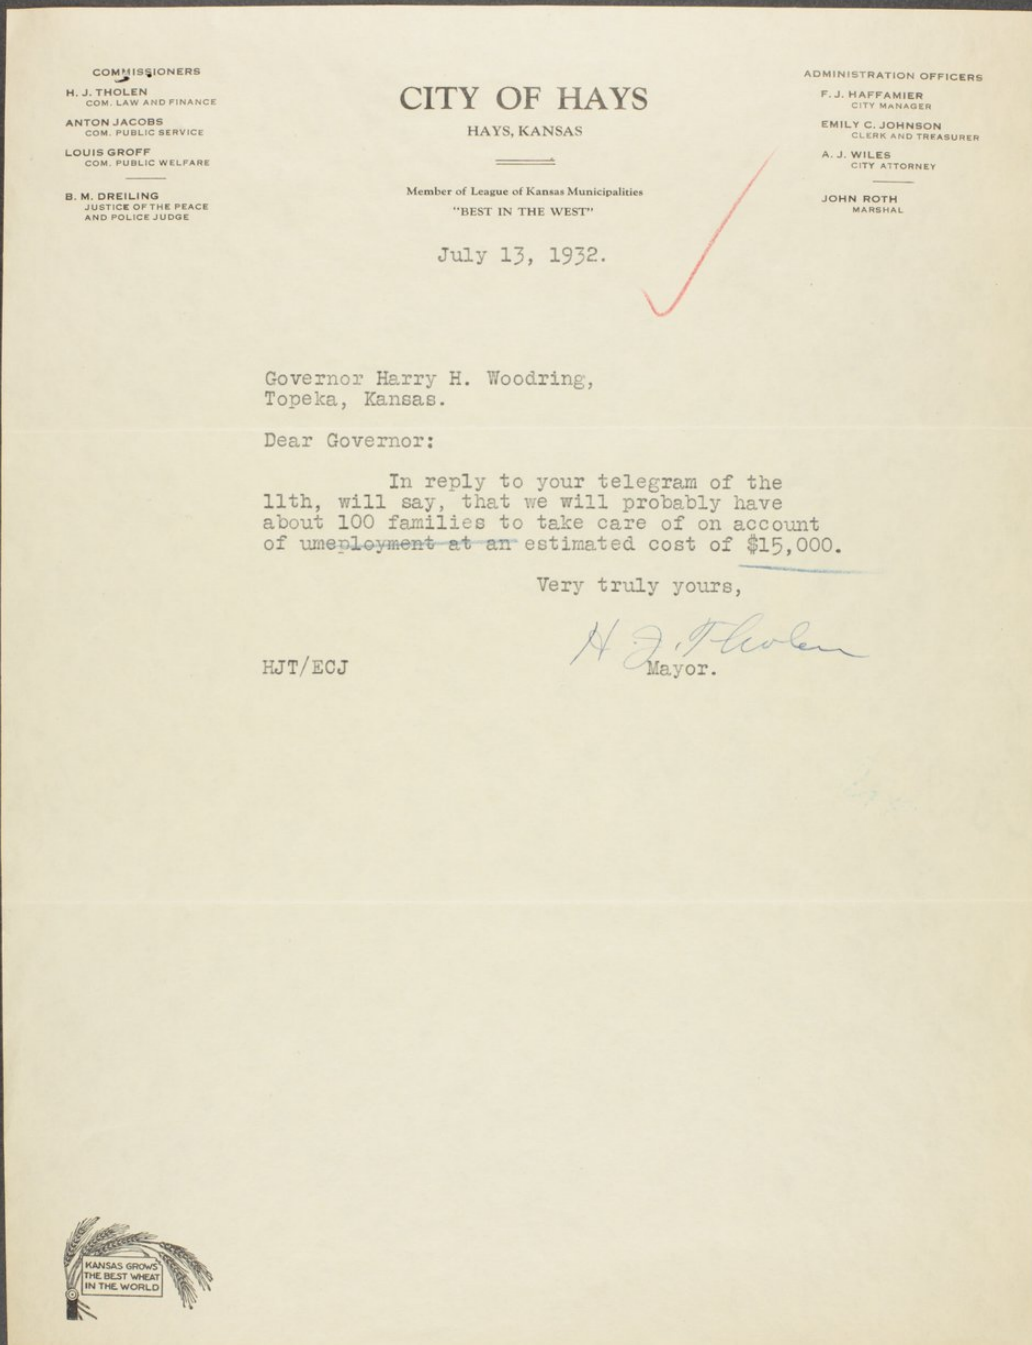 COMMISSIONERS
H. J. THOLEN
COM. LAW AND FINANCE
ANTON JACOBS
COM. PUBLIC SERVICE
LOUIS GROFF
COM. PUBLIC WELFARE
B. M. DREILING
JUSTICE OF THE PEACE
AND POLICE JUDGE
CITY OF HAYS
HAYS, KANSAS
Member of League of Kansas Municipalities
"BEST IN THE WEST"
ADMINISTRATION OFFICERS
F. J. HAFFAMIER
CITY MANAGER
EMILY C. JOHNSON
CLERK AND TREASURER
A. J. WILES
CITY ATTORNEY
JOHN ROTH
MARSHAL
July 13, 1932.
Governor Harry H. Woodring,
Topeka, Kansas.
Dear Governor:
In reply to your telegram of the
11th, will say, that we will probably have
about 100 families to take care of on account
of umeployment at an estimated cost of $15,000.
Very truly yours,
H. J. Tholen
HJT/ECJ
Mayor.
KANSAS GROWS
THE BEST WHEAT
IN THE WORLD